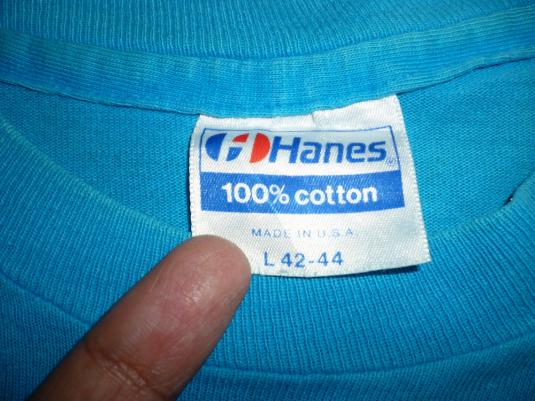 Hanes
100% cotton
MADE IN U.S.A.
L 42-44